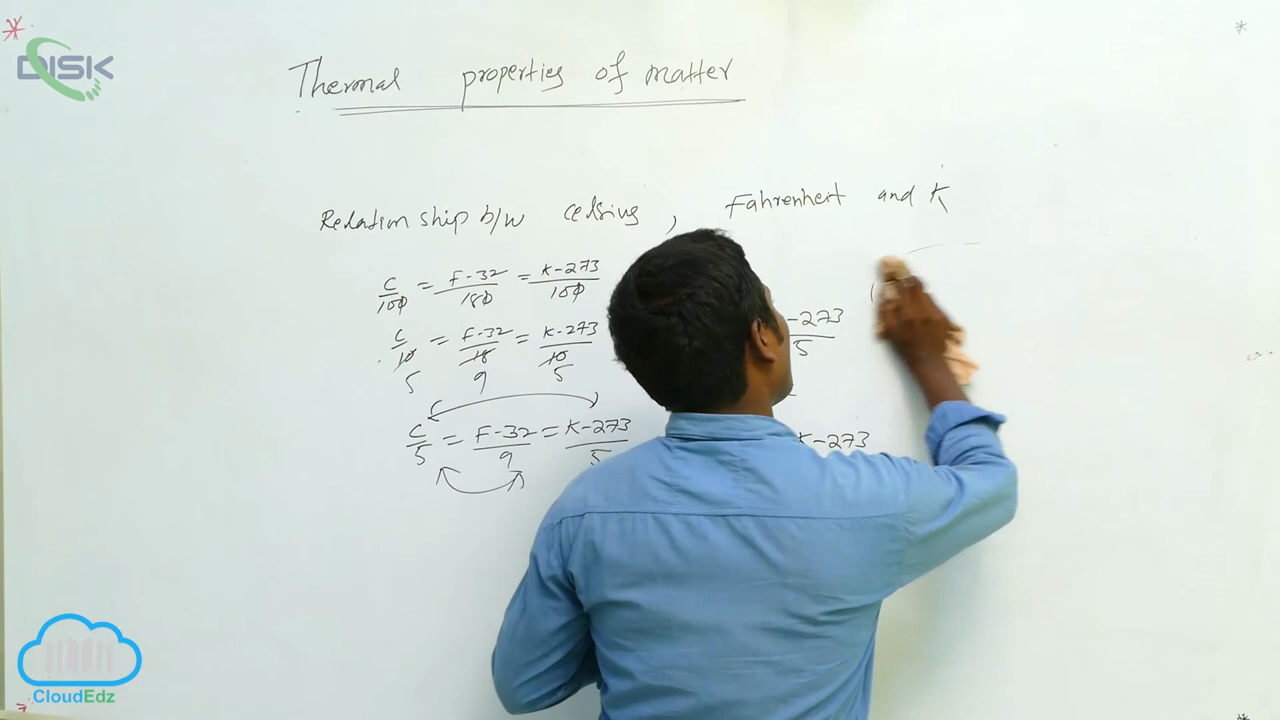 DISK
Thermal properties of matter
Relationship b/w celsius, Fahrenheit and K
C/100 = F-32/180 = K-273/100
C/10 = F-32/18 = K-273/10
5 9 5
-273/5
C/5 = F-32/9 = K-273/5
K-273
CloudEdz